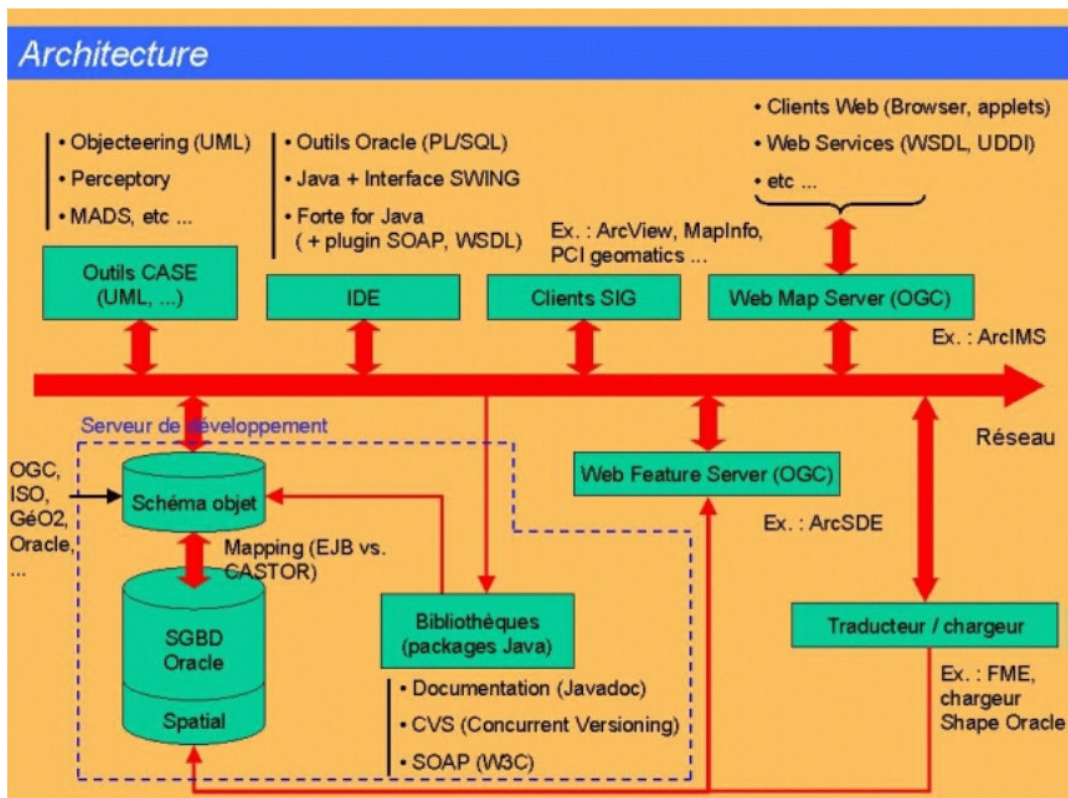 Architecture
• Objecteering (UML)
• Perceptory
• MADS, etc ...
• Outils Oracle (PL/SQL)
• Java + Interface SWING
• Forte for Java
( + plugin SOAP, WSDL)
• Clients Web (Browser, applets)
• Web Services (WSDL, UDDI)
• etc ...
Ex. : ArcView, MapInfo,
PCI geomatics ...
Outils CASE
(UML, ...)
IDE
Clients SIG
Web Map Server (OGC)
Ex. : ArcIMS
Réseau
Serveur de développement
OGC,
ISO,
GéO2,
Oracle,
...
Schéma objet
Mapping (EJB vs.
CASTOR)
SGBD
Oracle
Spatial
Bibliothèques
(packages Java)
• Documentation (Javadoc)
• CVS (Concurrent Versioning)
• SOAP (W3C)
Web Feature Server (OGC)
Ex. : ArcSDE
Traducteur / chargeur
Ex. : FME,
chargeur
Shape Oracle